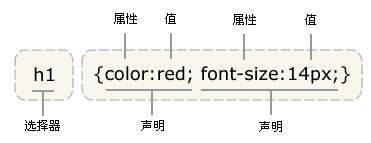 属性 值 属性 值
h1 {color:red; font-size:14px;}
选择器 声明 声明